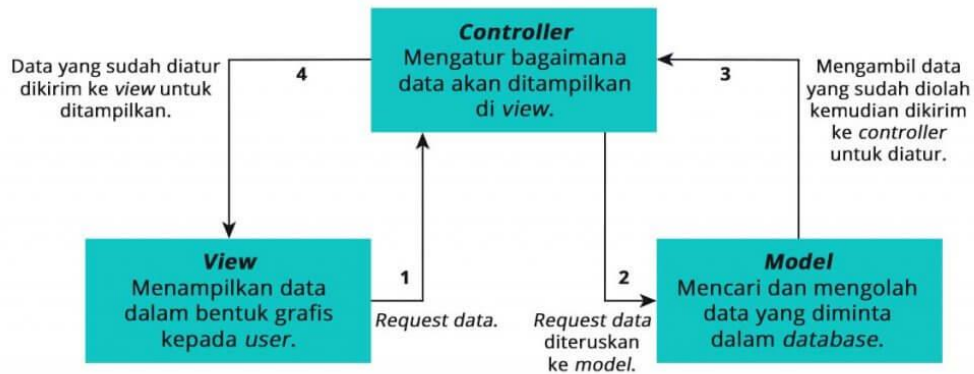 Controller
Mengatur bagaimana
data akan ditampilkan
di view.
Data yang sudah diatur
dikirim ke view untuk
ditampilkan.
4
3
Mengambil data
yang sudah diolah
kemudian dikirim
ke controller
untuk diatur.
View
Menampilkan data
dalam bentuk grafis
kepada user.
1
Request data.
2
Request data
diteruskan
ke model.
Model
Mencari dan mengolah
data yang diminta
dalam database.